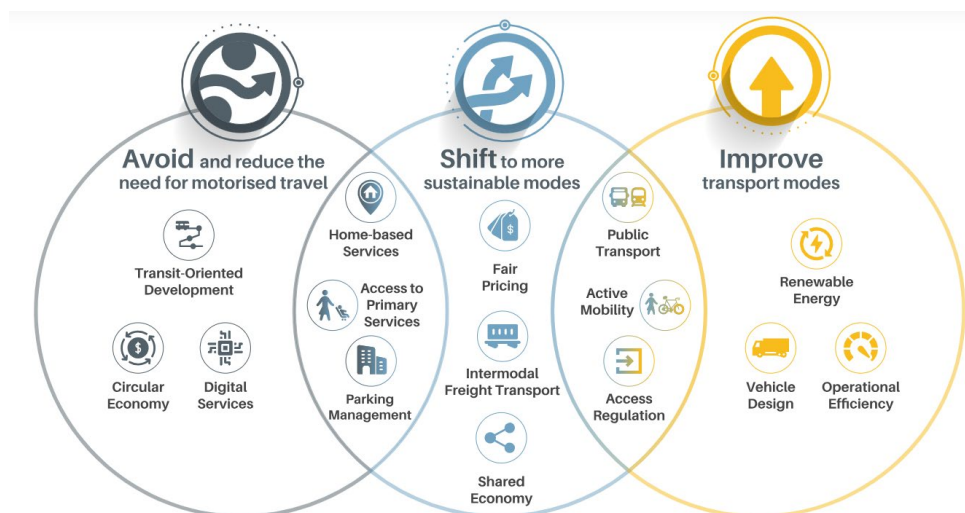 Avoid and reduce the
need for motorised travel
Shift to more
sustainable modes
Improve
transport modes
Transit-Oriented
Development
Circular
Economy
Digital
Services
$
Home-based
Services
Access to
Primary
Services
Parking
Management
$
Fair
Pricing
Intermodal
Freight Transport
Shared
Economy
Public
Transport
Active
Mobility
Access
Regulation
Renewable
Energy
Vehicle
Design
Operational
Efficiency